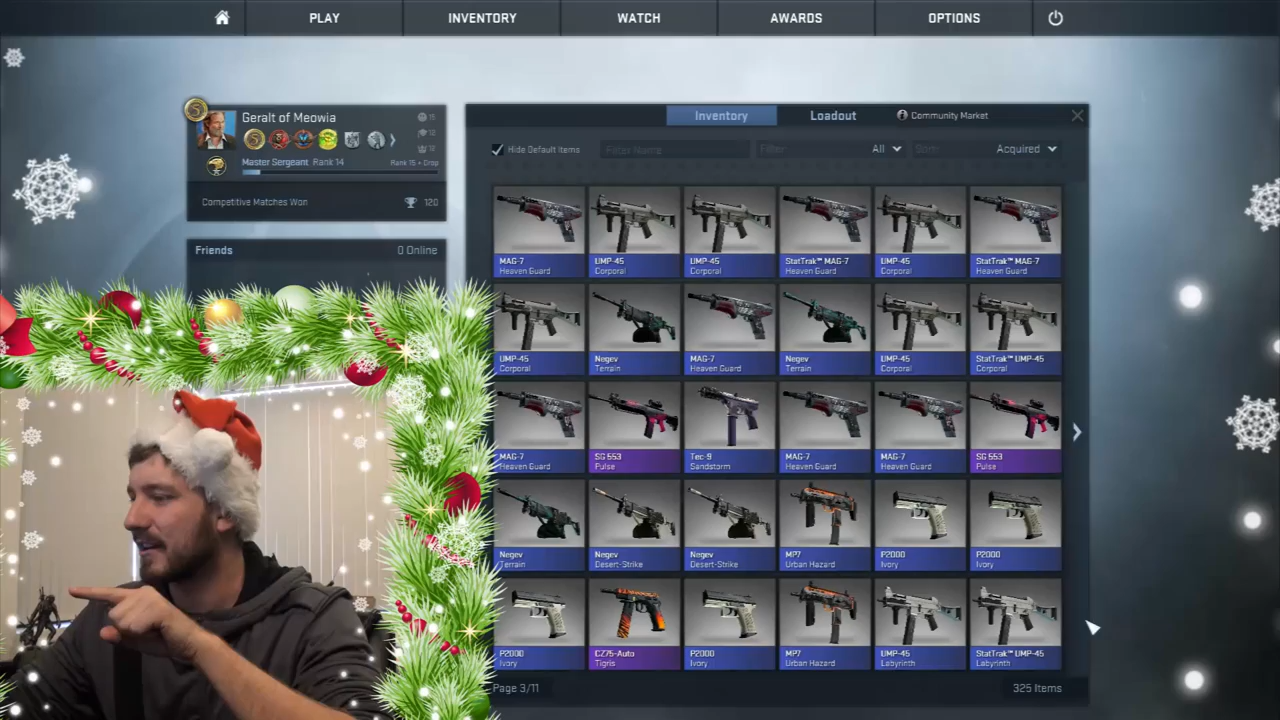 PLAY
INVENTORY
WATCH
AWARDS
OPTIONS
Geralt of Meowia
15
12
12
Master Sergeant Rank 14
Rank 15 + Drop
Competitive Matches Won
120
Friends
0 Online
Inventory
Loadout
Community Market
Hide Default Items
Filter
All
Sort:
Acquired
MAG-7
Heaven Guard
UMP-45
Corporal
UMP-45
Corporal
StatTrak™ MAG-7
Heaven Guard
UMP-45
Corporal
StatTrak™ MAG-7
Heaven Guard
UMP-45
Corporal
Negev
Terrain
MAG-7
Heaven Guard
Negev
Terrain
UMP-45
Corporal
StatTrak™ UMP-45
Corporal
MAG-7
Heaven Guard
SG 553
Pulse
Tec-9
Sandstorm
MAG-7
Heaven Guard
MAG-7
Heaven Guard
SG 553
Pulse
Negev
Terrain
Negev
Desert-Strike
Negev
Desert-Strike
MP7
Urban Hazard
P2000
Ivory
P2000
Ivory
P2000
Ivory
CZ75-Auto
Tigris
P2000
Ivory
MP7
Urban Hazard
UMP-45
Labyrinth
StatTrak™ UMP-45
Labyrinth
Page 3/11
325 Items